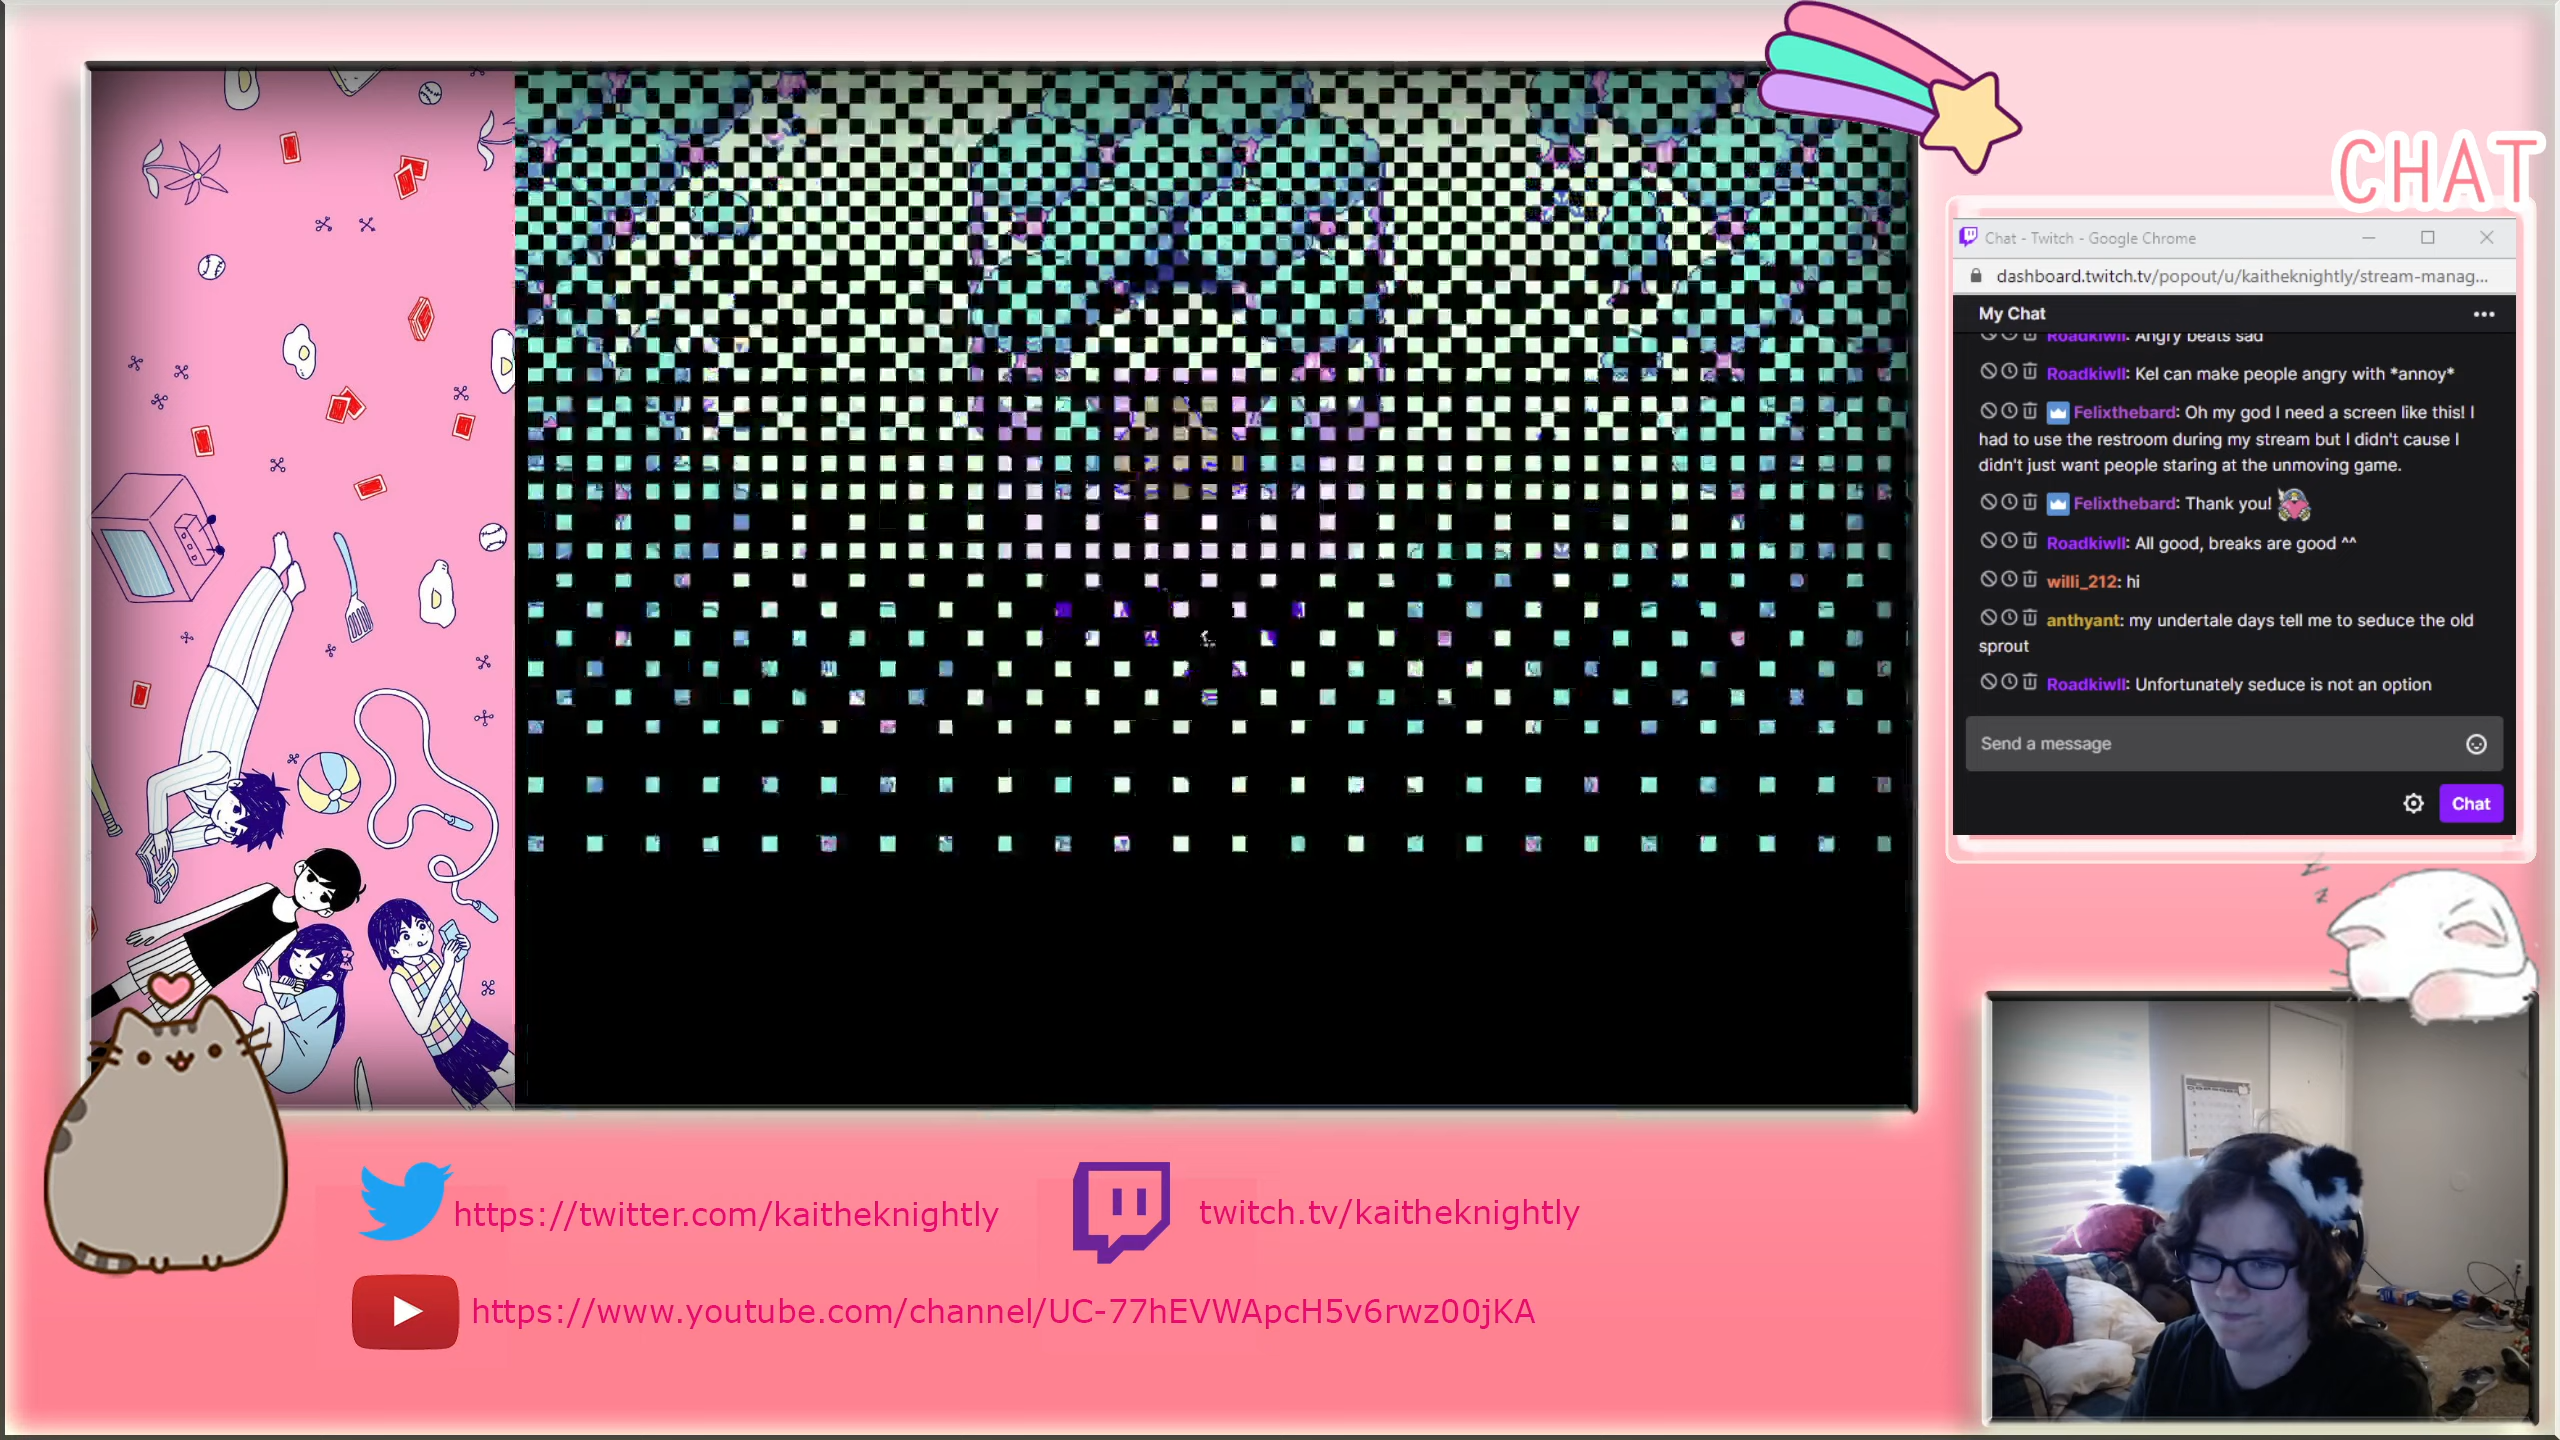 CHAT
Chat - Twitch - Google Chrome
dashboard.twitch.tv/popout/u/kaitheknightly/stream-manag...
My Chat
Roadkiwll: Angry beats sad
Roadkiwll: Kel can make people angry with *annoy*
Felixthebard: Oh my god I need a screen like this! I
had to use the restroom during my stream but I didn't cause I
didn't just want people staring at the unmoving game.
Felixthebard: Thank you!
Roadkiwll: All good, breaks are good ^^
willi_212: hi
anthyant: my undertale days tell me to seduce the old
sprout
Roadkiwll: Unfortunately seduce is not an option
Send a message
Chat
z
z
https://twitter.com/kaitheknightly
twitch.tv/kaitheknightly
https://www.youtube.com/channel/UC-77hEVWApcH5v6rwz00jKA